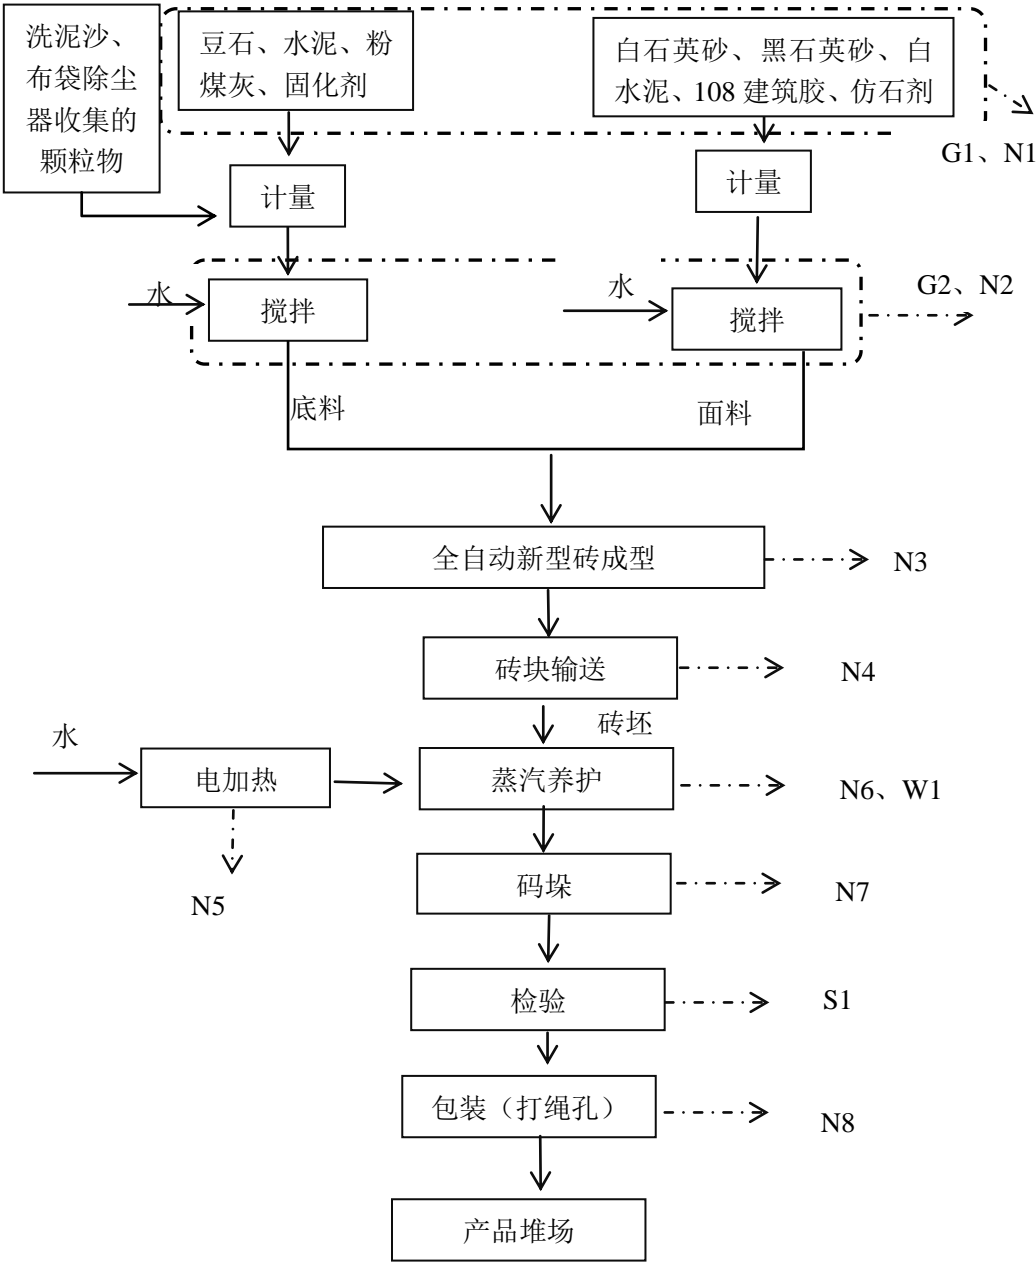 洗泥沙、
布袋除尘
器收集的
颗粒物
豆石、水泥、粉
煤灰、固化剂
白石英砂、黑石英砂、白
水泥、108 建筑胶、仿石剂
G1、N1
计量
计量
水
搅拌
水
搅拌
G2、N2
底料
面料
全自动新型砖成型
N3
砖块输送
N4
砖坯
水
电加热
蒸汽养护
N6、W1
N5
码垛
N7
检验
S1
包装（打绳孔）
N8
产品堆场